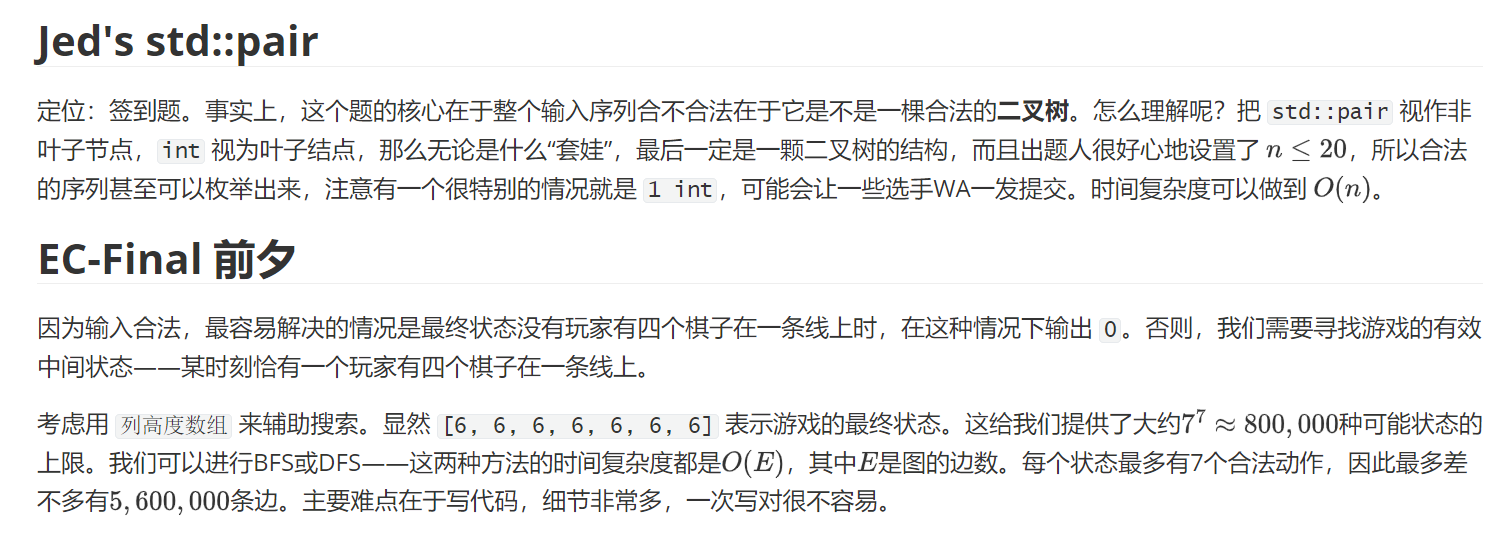 Jed's std::pair
定位：签到题。事实上，这个题的核心在于整个输入序列合不合法在于它是不是一棵合法的二叉树。怎么理解呢？把 std::pair 视作非
叶子节点，int 视为叶子结点，那么无论是什么“套娃”，最后一定是一颗二叉树的结构，而且出题人很好心地设置了 n ≤ 20，所以合法
的序列甚至可以枚举出来，注意有一个很特别的情况就是 1 int，可能会让一些选手WA一发提交。时间复杂度可以做到 O(n)。
EC-Final 前夕
因为输入合法，最容易解决的情况是最终状态没有玩家有四个棋子在一条线上时，在这种情况下输出 0。否则，我们需要寻找游戏的有效
中间状态——某时刻恰有一个玩家有四个棋子在一条线上。
考虑用 列高度数组 来辅助搜索。显然 [6, 6, 6, 6, 6, 6, 6] 表示游戏的最终状态。这给我们提供了大约7⁷ ≈ 800,000种可能状态的
上限。我们可以进行BFS或DFS——这两种方法的时间复杂度都是O(E)，其中E是图的边数。每个状态最多有7个合法动作，因此最多差
不多有5,600,000条边。主要难点在于写代码，细节非常多，一次写对很不容易。